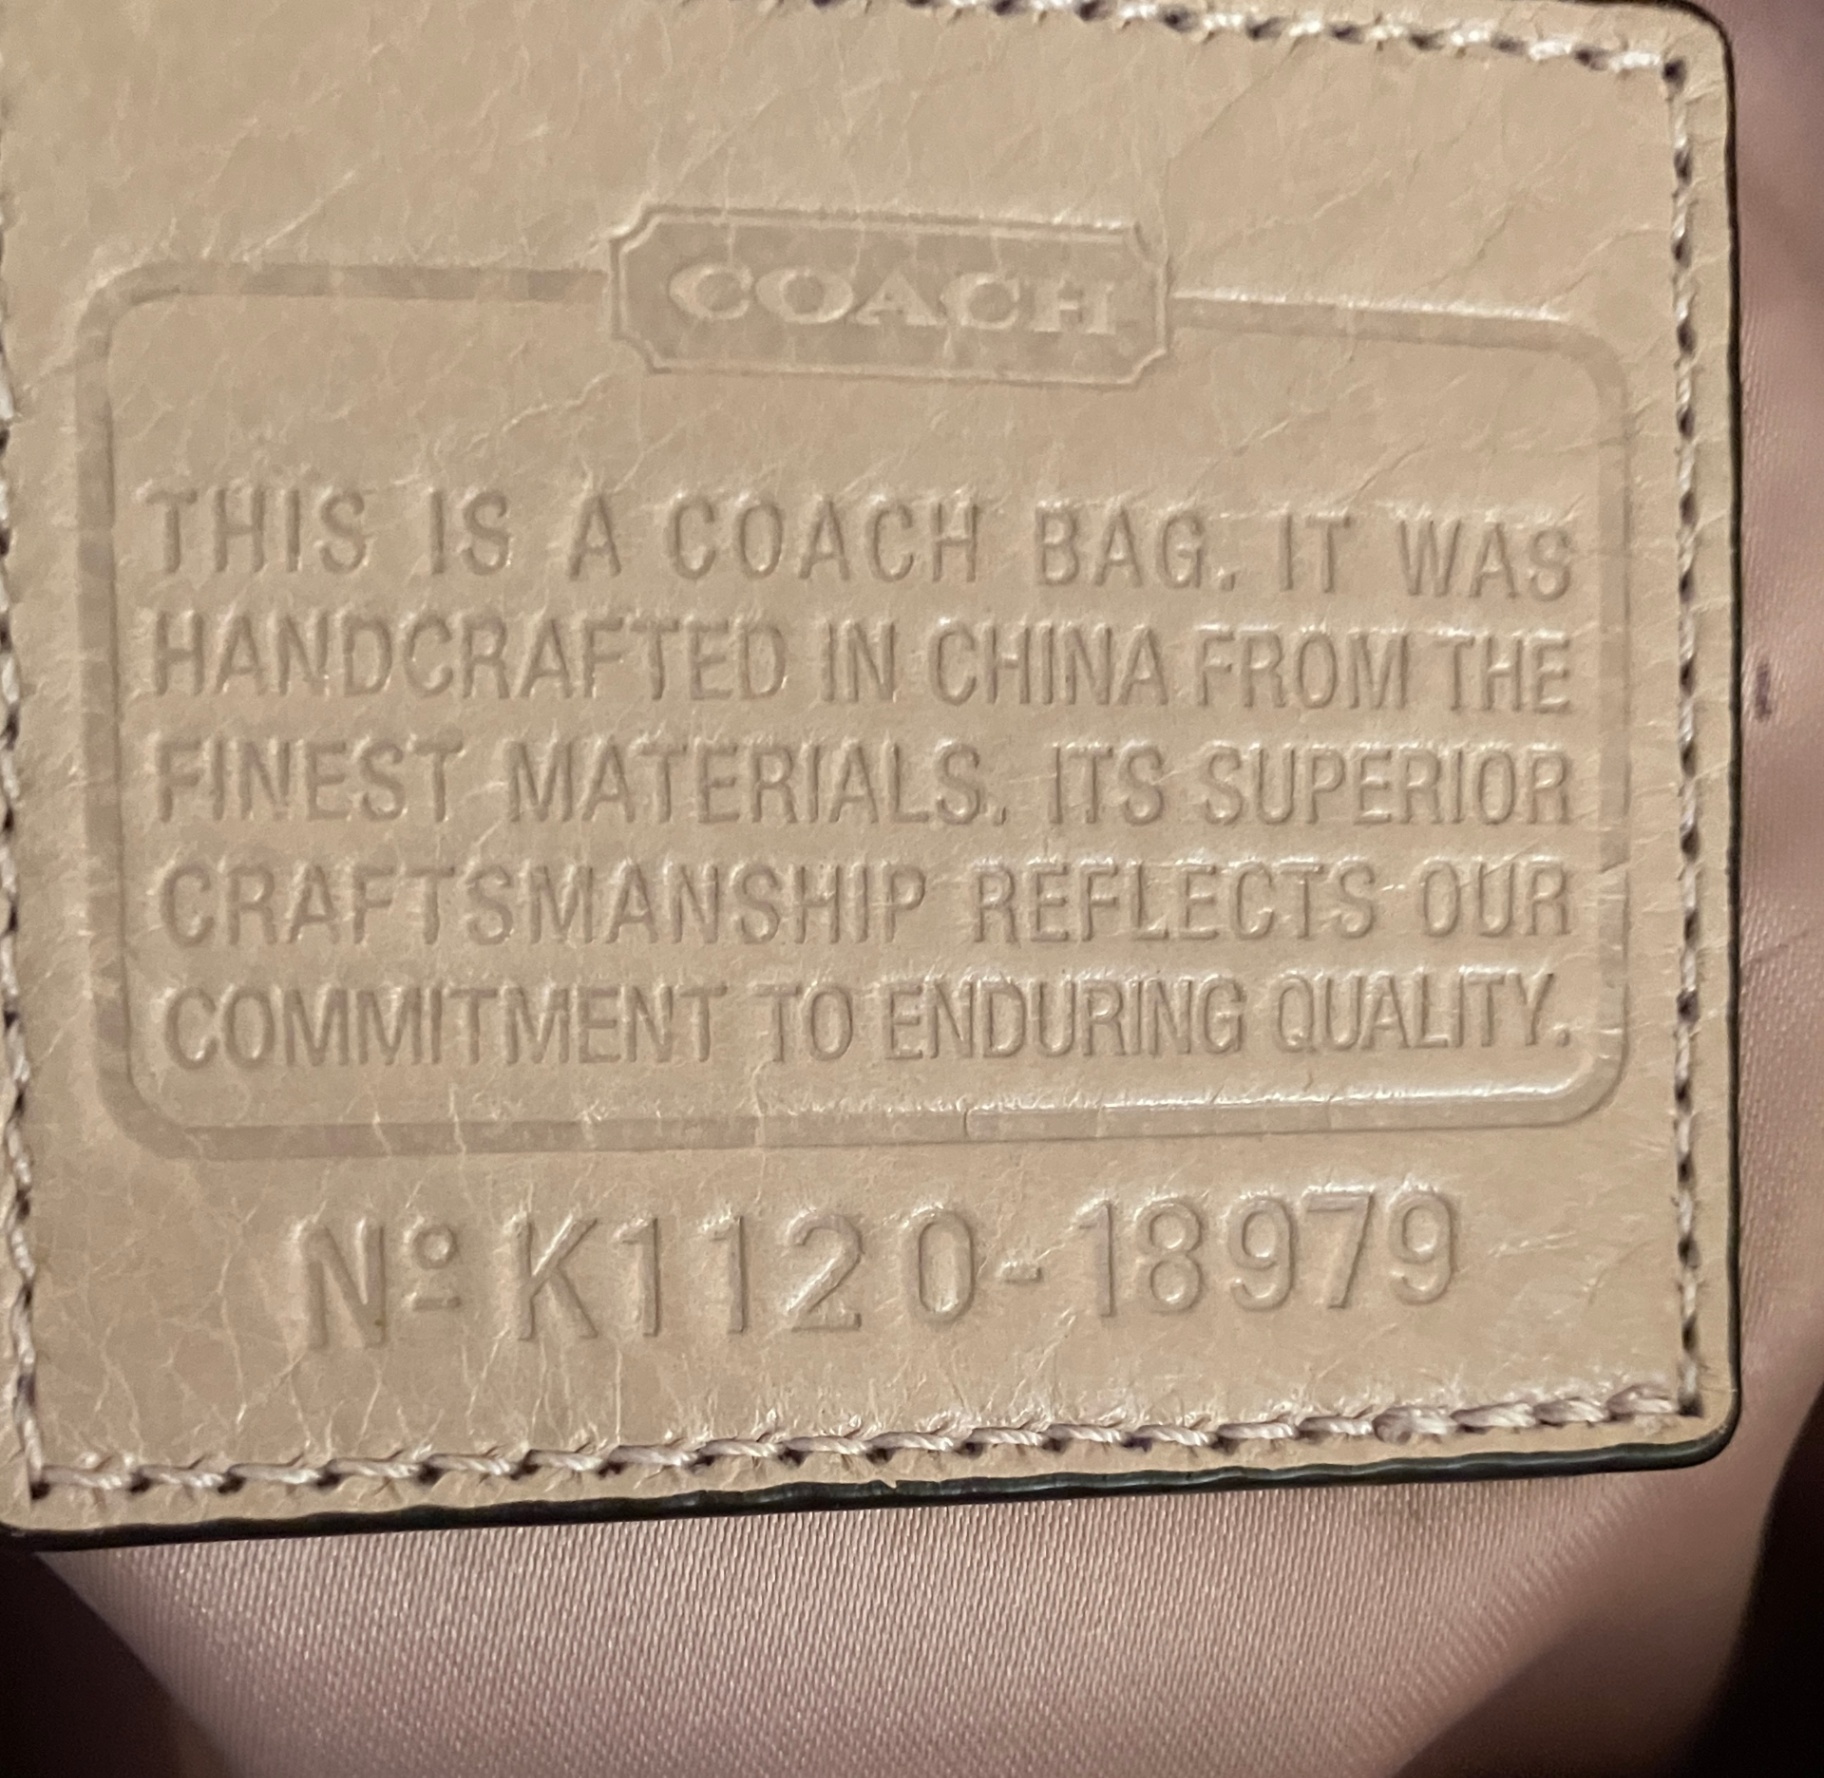 COACH
THIS IS A COACH BAG. IT WAS
HANDCRAFTED IN CHINA FROM THE
FINEST MATERIALS. ITS SUPERIOR
CRAFTSMANSHIP REFLECTS OUR
COMMITMENT TO ENDURING QUALITY.
Nº K1120-18979